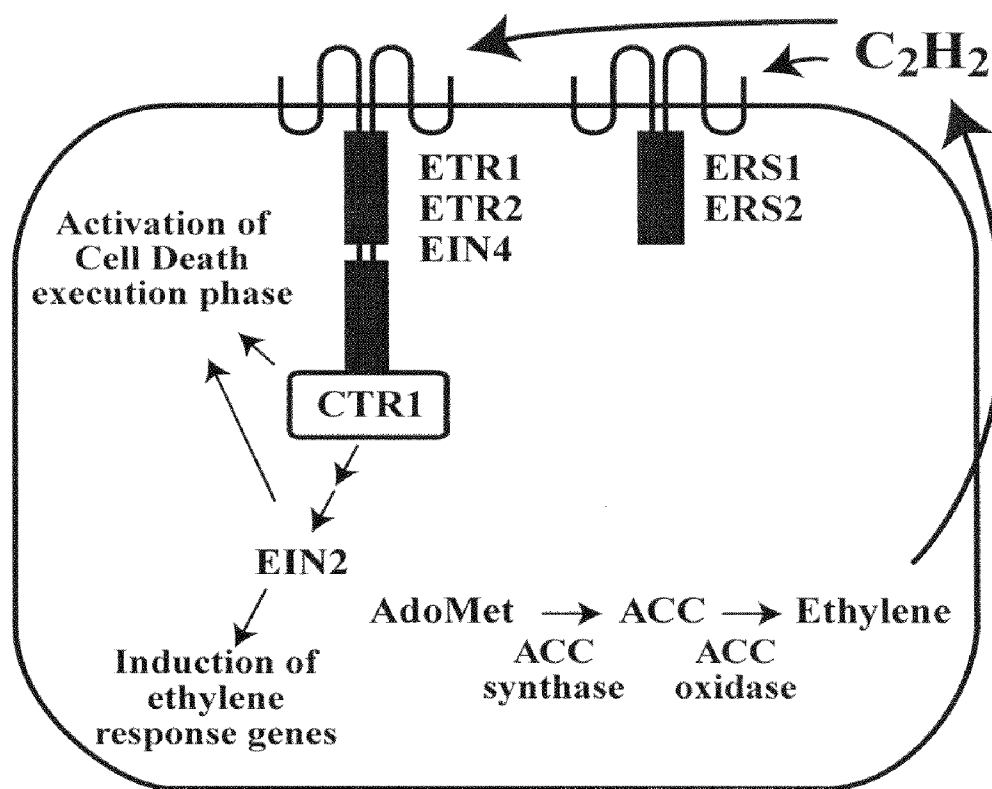 C₂H₂
ETR1
ETR2
EIN4
ERS1
ERS2
Activation of
Cell Death
execution phase
CTR1
EIN2
Induction of
ethylene
response genes
AdoMet
ACC
Ethylene
ACC
synthase
ACC
oxidase